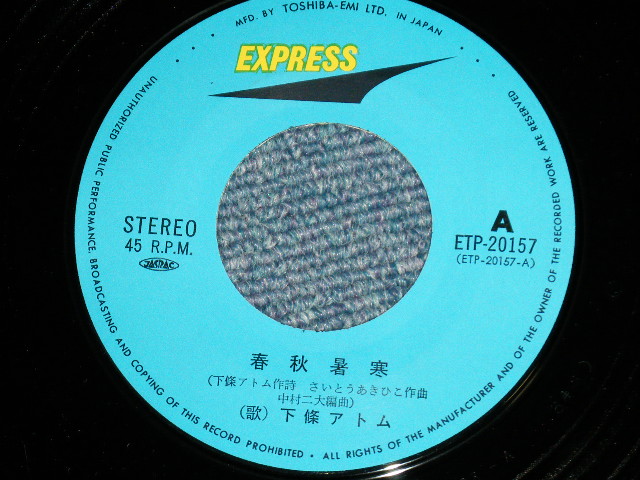 MFD. BY TOSHIBA-EMI LTD. IN JAPAN
EXPRESS
STEREO
45 R.P.M.
JASRAC
A
ETP-20157
(ETP-20157-A)
春秋暑寒
(下條アトム作詩 さいとうあきひこ作曲
中村二大編曲)
(歌)下條アトム
UNAUTHORIZED PUBLIC PERFORMANCE, BROADCASTING AND COPYING OF THIS RECORD PROHIBITED • ALL RIGHTS OF THE MANUFACTURER AND OF THE OWNER OF THE RECORDED WORK ARE RESERVED